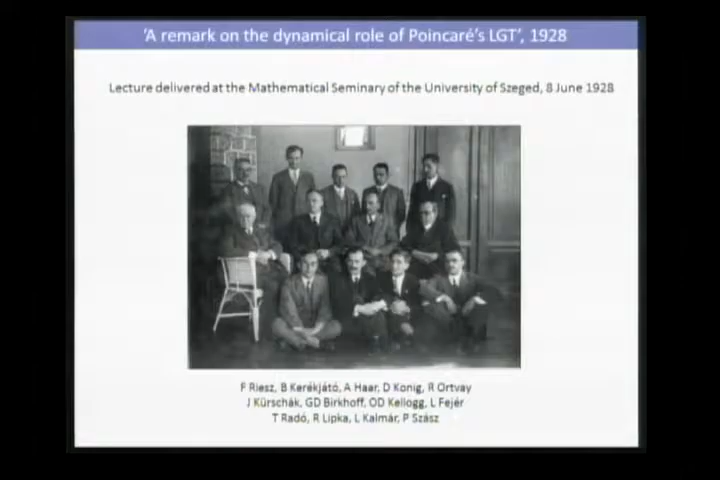 'A remark on the dynamical role of Poincaré's LGT', 1928
Lecture delivered at the Mathematical Seminary of the University of Szeged, 8 June 1928
F Riesz, B Kerékjátó, A Haar, D Konig, R Ortvay
J Kürschák, GD Birkhoff, OD Kellogg, L Fejér
T Radó, R Lipka, L Kalmár, P Szász